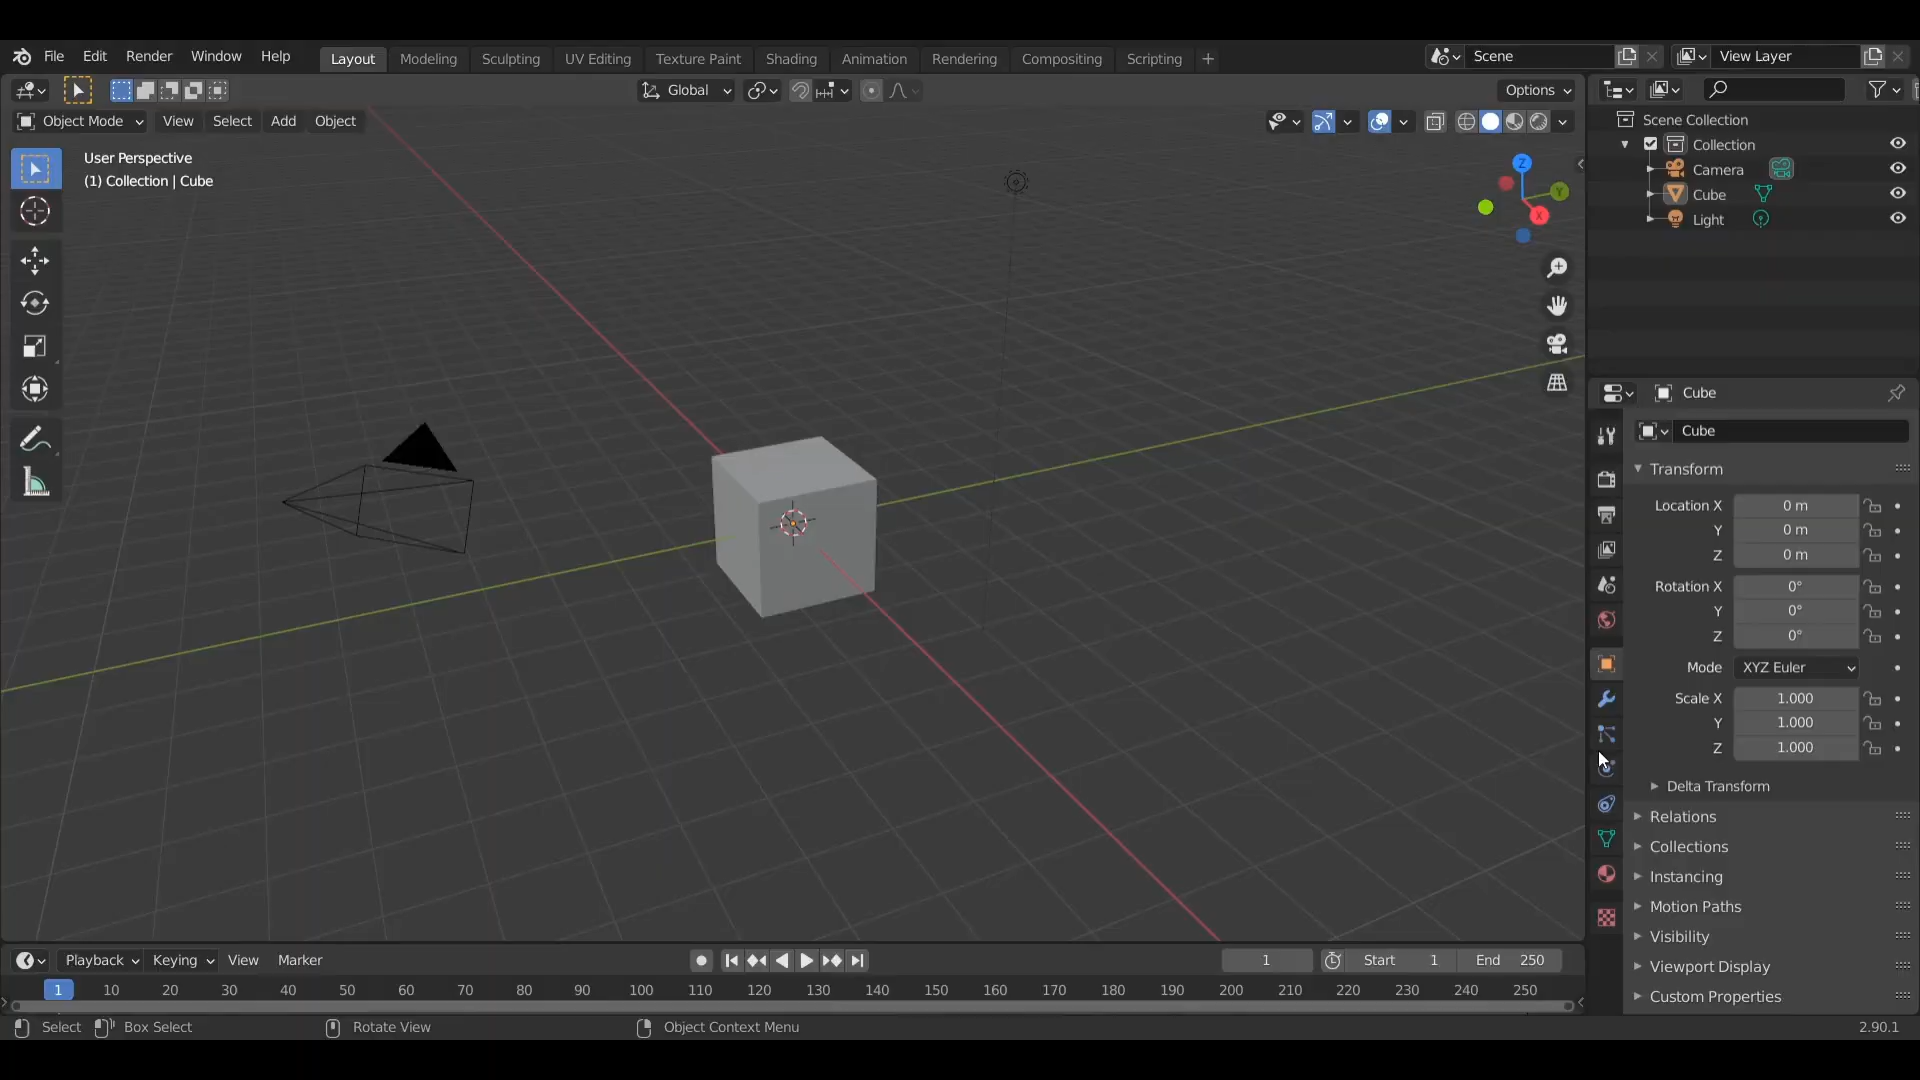 File Edit Render Window Help Layout Modeling Sculpting UV Editing Texture Paint Shading Animation Rendering Compositing Scripting + Scene View Layer
Global Options
Object Mode View Select Add Object
User Perspective
(1) Collection | Cube
Z
Y
X
Scene Collection
Collection
Camera
Cube
Light
Cube
Cube
Transform
Location X 0 m
Y 0 m
Z 0 m
Rotation X 0°
Y 0°
Z 0°
Mode XYZ Euler
Scale X 1.000
Y 1.000
Z 1.000
Delta Transform
Relations
Collections
Instancing
Motion Paths
Visibility
Viewport Display
Custom Properties
Playback Keying View Marker 1 Start 1 End 250
1 10 20 30 40 50 60 70 80 90 100 110 120 130 140 150 160 170 180 190 200 210 220 230 240 250
Select Box Select Rotate View Object Context Menu 2.90.1